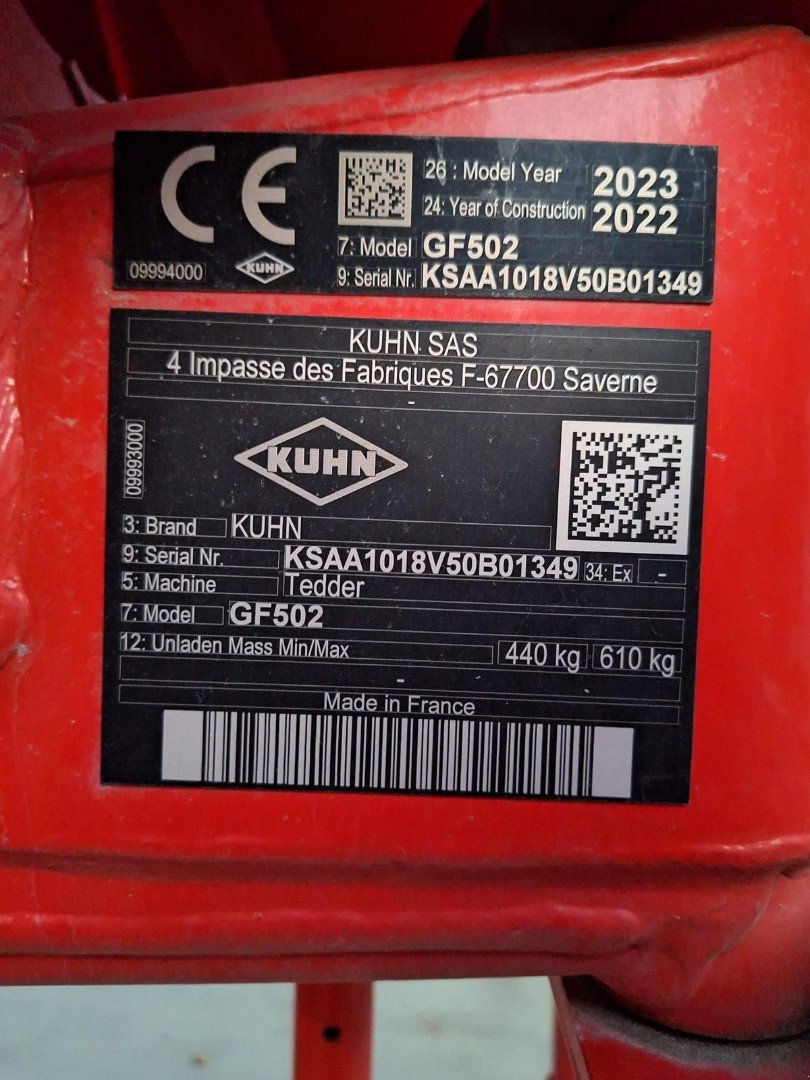 CE
26 : Model Year 2023
24: Year of Construction 2022
7: Model GF502
09994000 KUHN 9: Serial Nr. KSAA1018V50B01349
KUHN SAS
4 Impasse des Fabriques F-67700 Saverne
-
09993000
KUHN
3: Brand KUHN
9: Serial Nr. KSAA1018V50B01349 34: Ex -
5: Machine Tedder
7: Model GF502
12: Unladen Mass Min/Max 440 kg 610 kg
-
Made in France